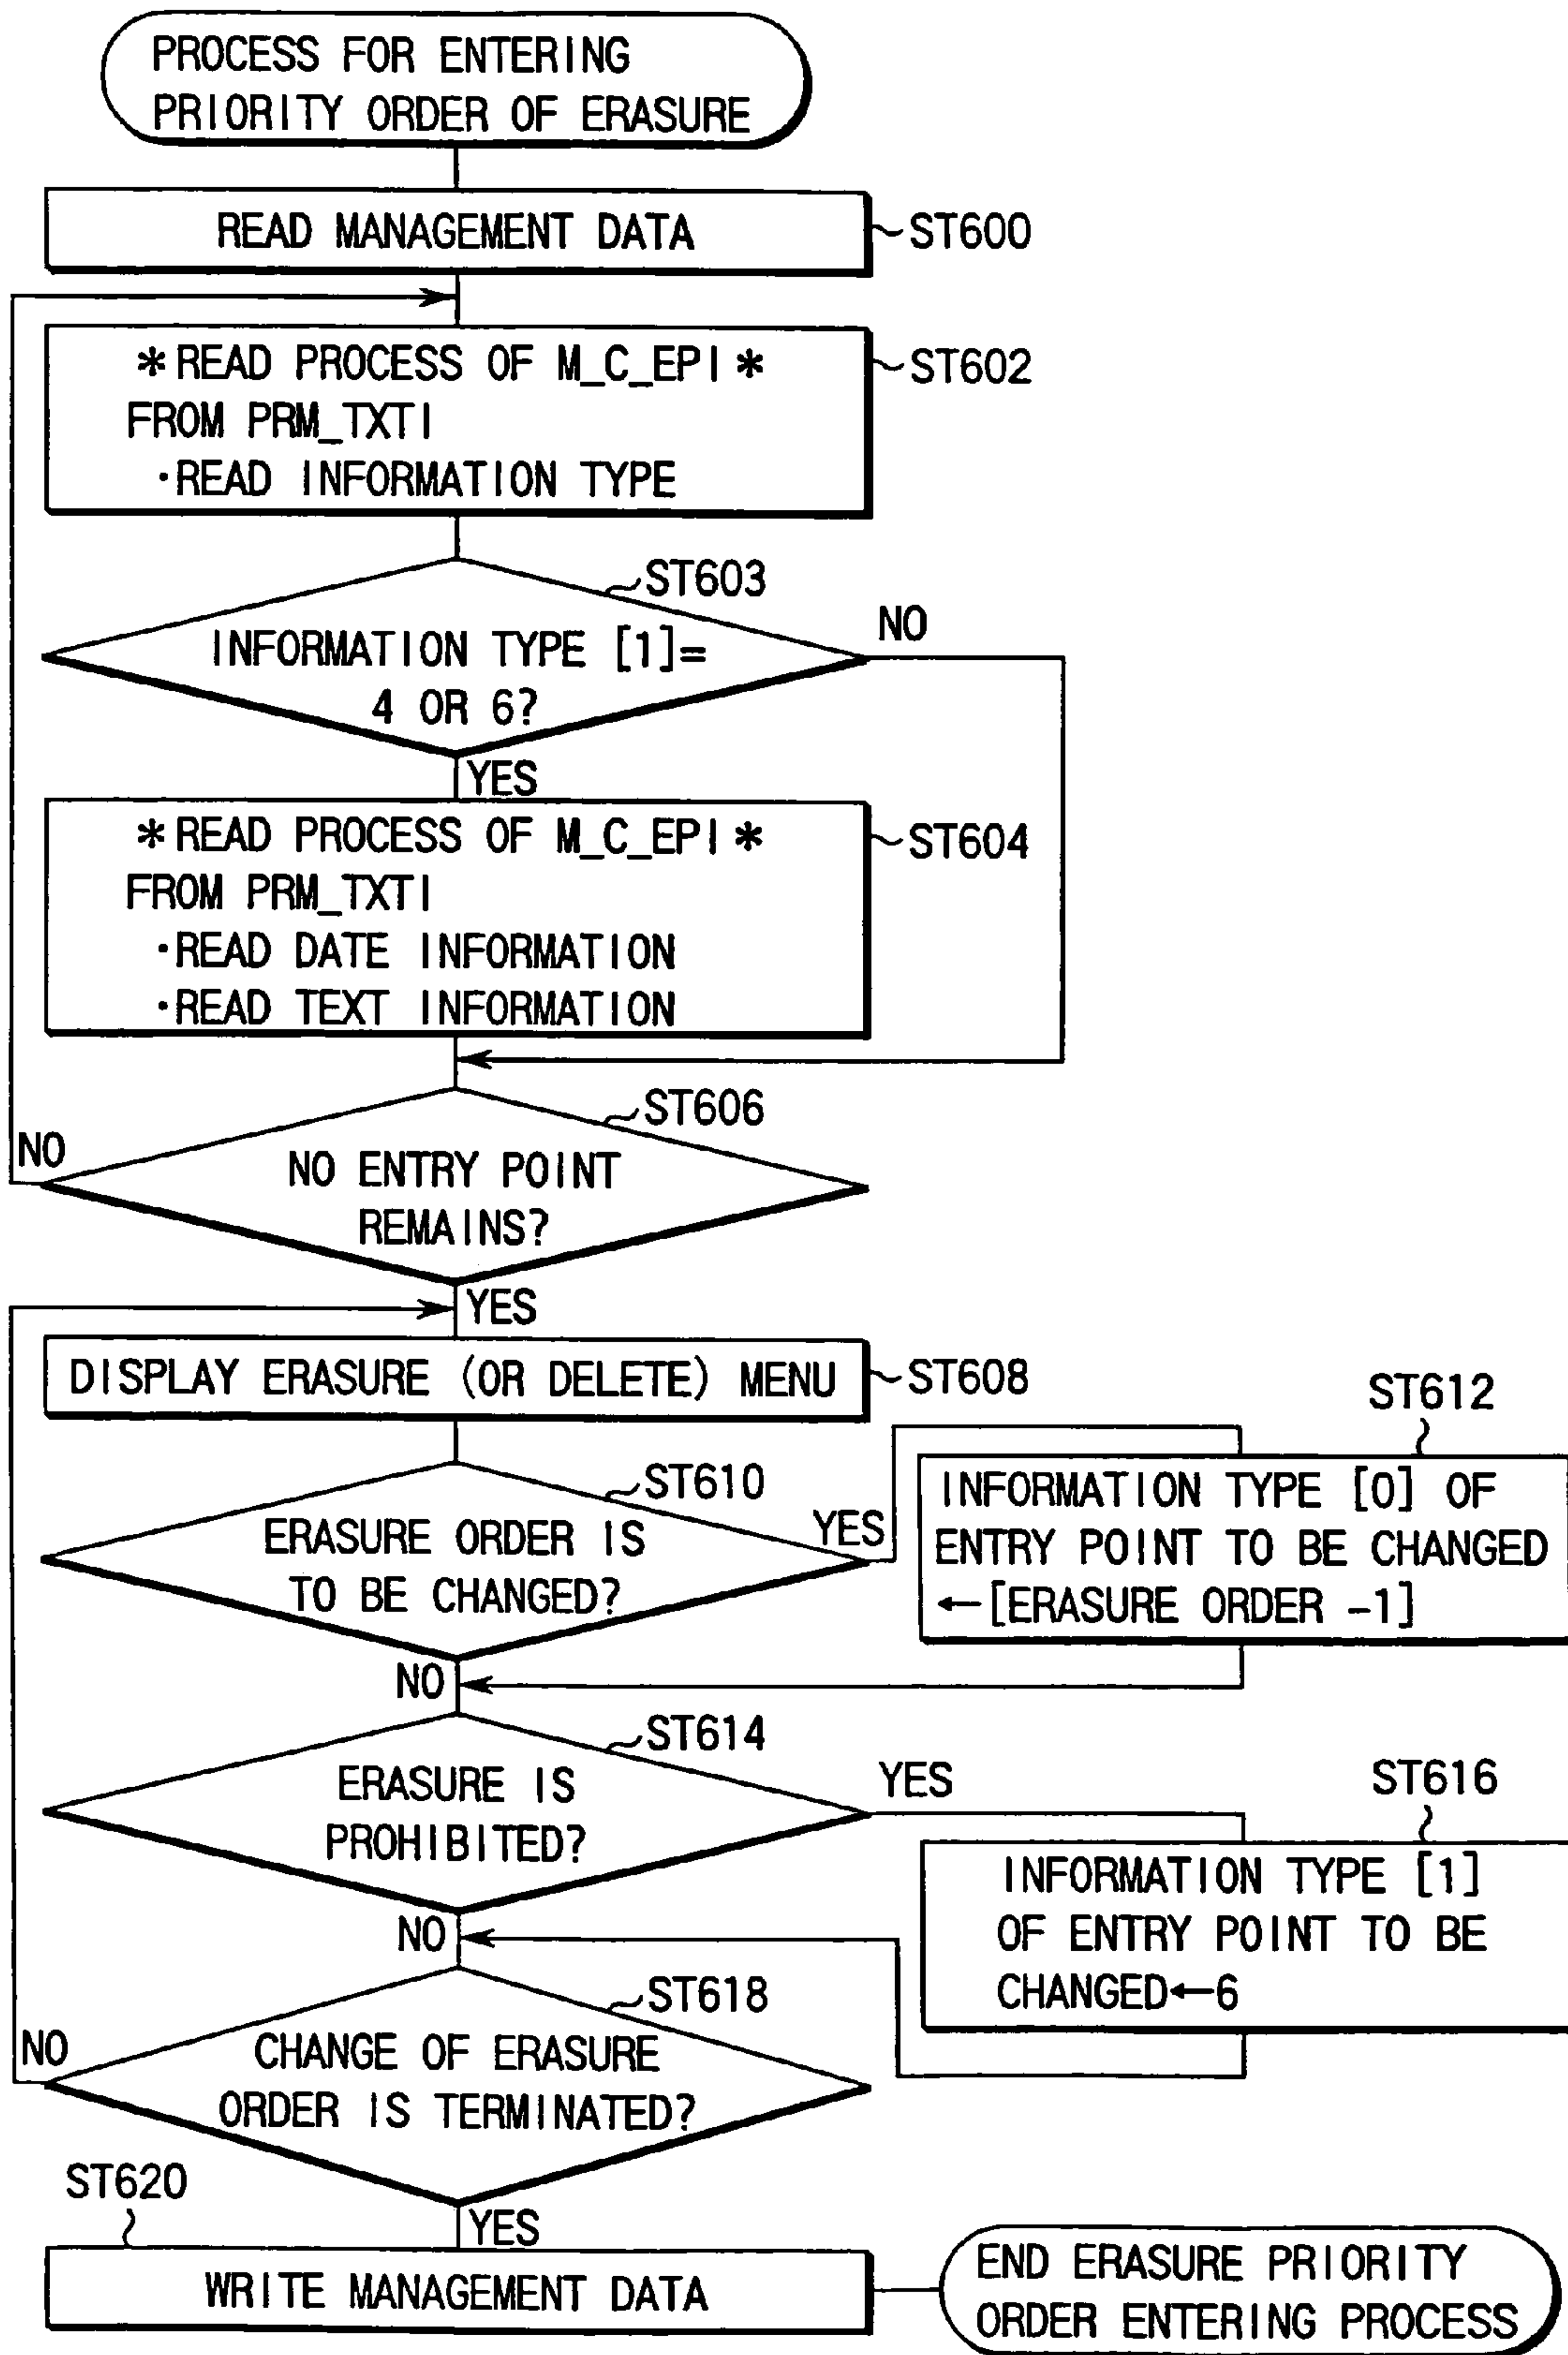 PROCESS FOR ENTERING
PRIORITY ORDER OF ERASURE
READ MANAGEMENT DATA
ST600
*READ PROCESS OF M_C_EPI*
FROM PRM_TXTI
·READ INFORMATION TYPE
ST602
ST603
INFORMATION TYPE [1]=
4 OR 6?
NO
YES
*READ PROCESS OF M_C_EPI*
FROM PRM_TXTI
·READ DATE INFORMATION
·READ TEXT INFORMATION
ST604
ST606
NO ENTRY POINT
REMAINS?
NO
YES
DISPLAY ERASURE (OR DELETE) MENU
ST608
ST610
ERASURE ORDER IS
TO BE CHANGED?
YES
ST612
INFORMATION TYPE [0] OF
ENTRY POINT TO BE CHANGED
←[ERASURE ORDER -1]
NO
ST614
ERASURE IS
PROHIBITED?
YES
ST616
INFORMATION TYPE [1]
OF ENTRY POINT TO BE
CHANGED←6
NO
ST618
CHANGE OF ERASURE
ORDER IS TERMINATED?
NO
YES
ST620
WRITE MANAGEMENT DATA
END ERASURE PRIORITY
ORDER ENTERING PROCESS